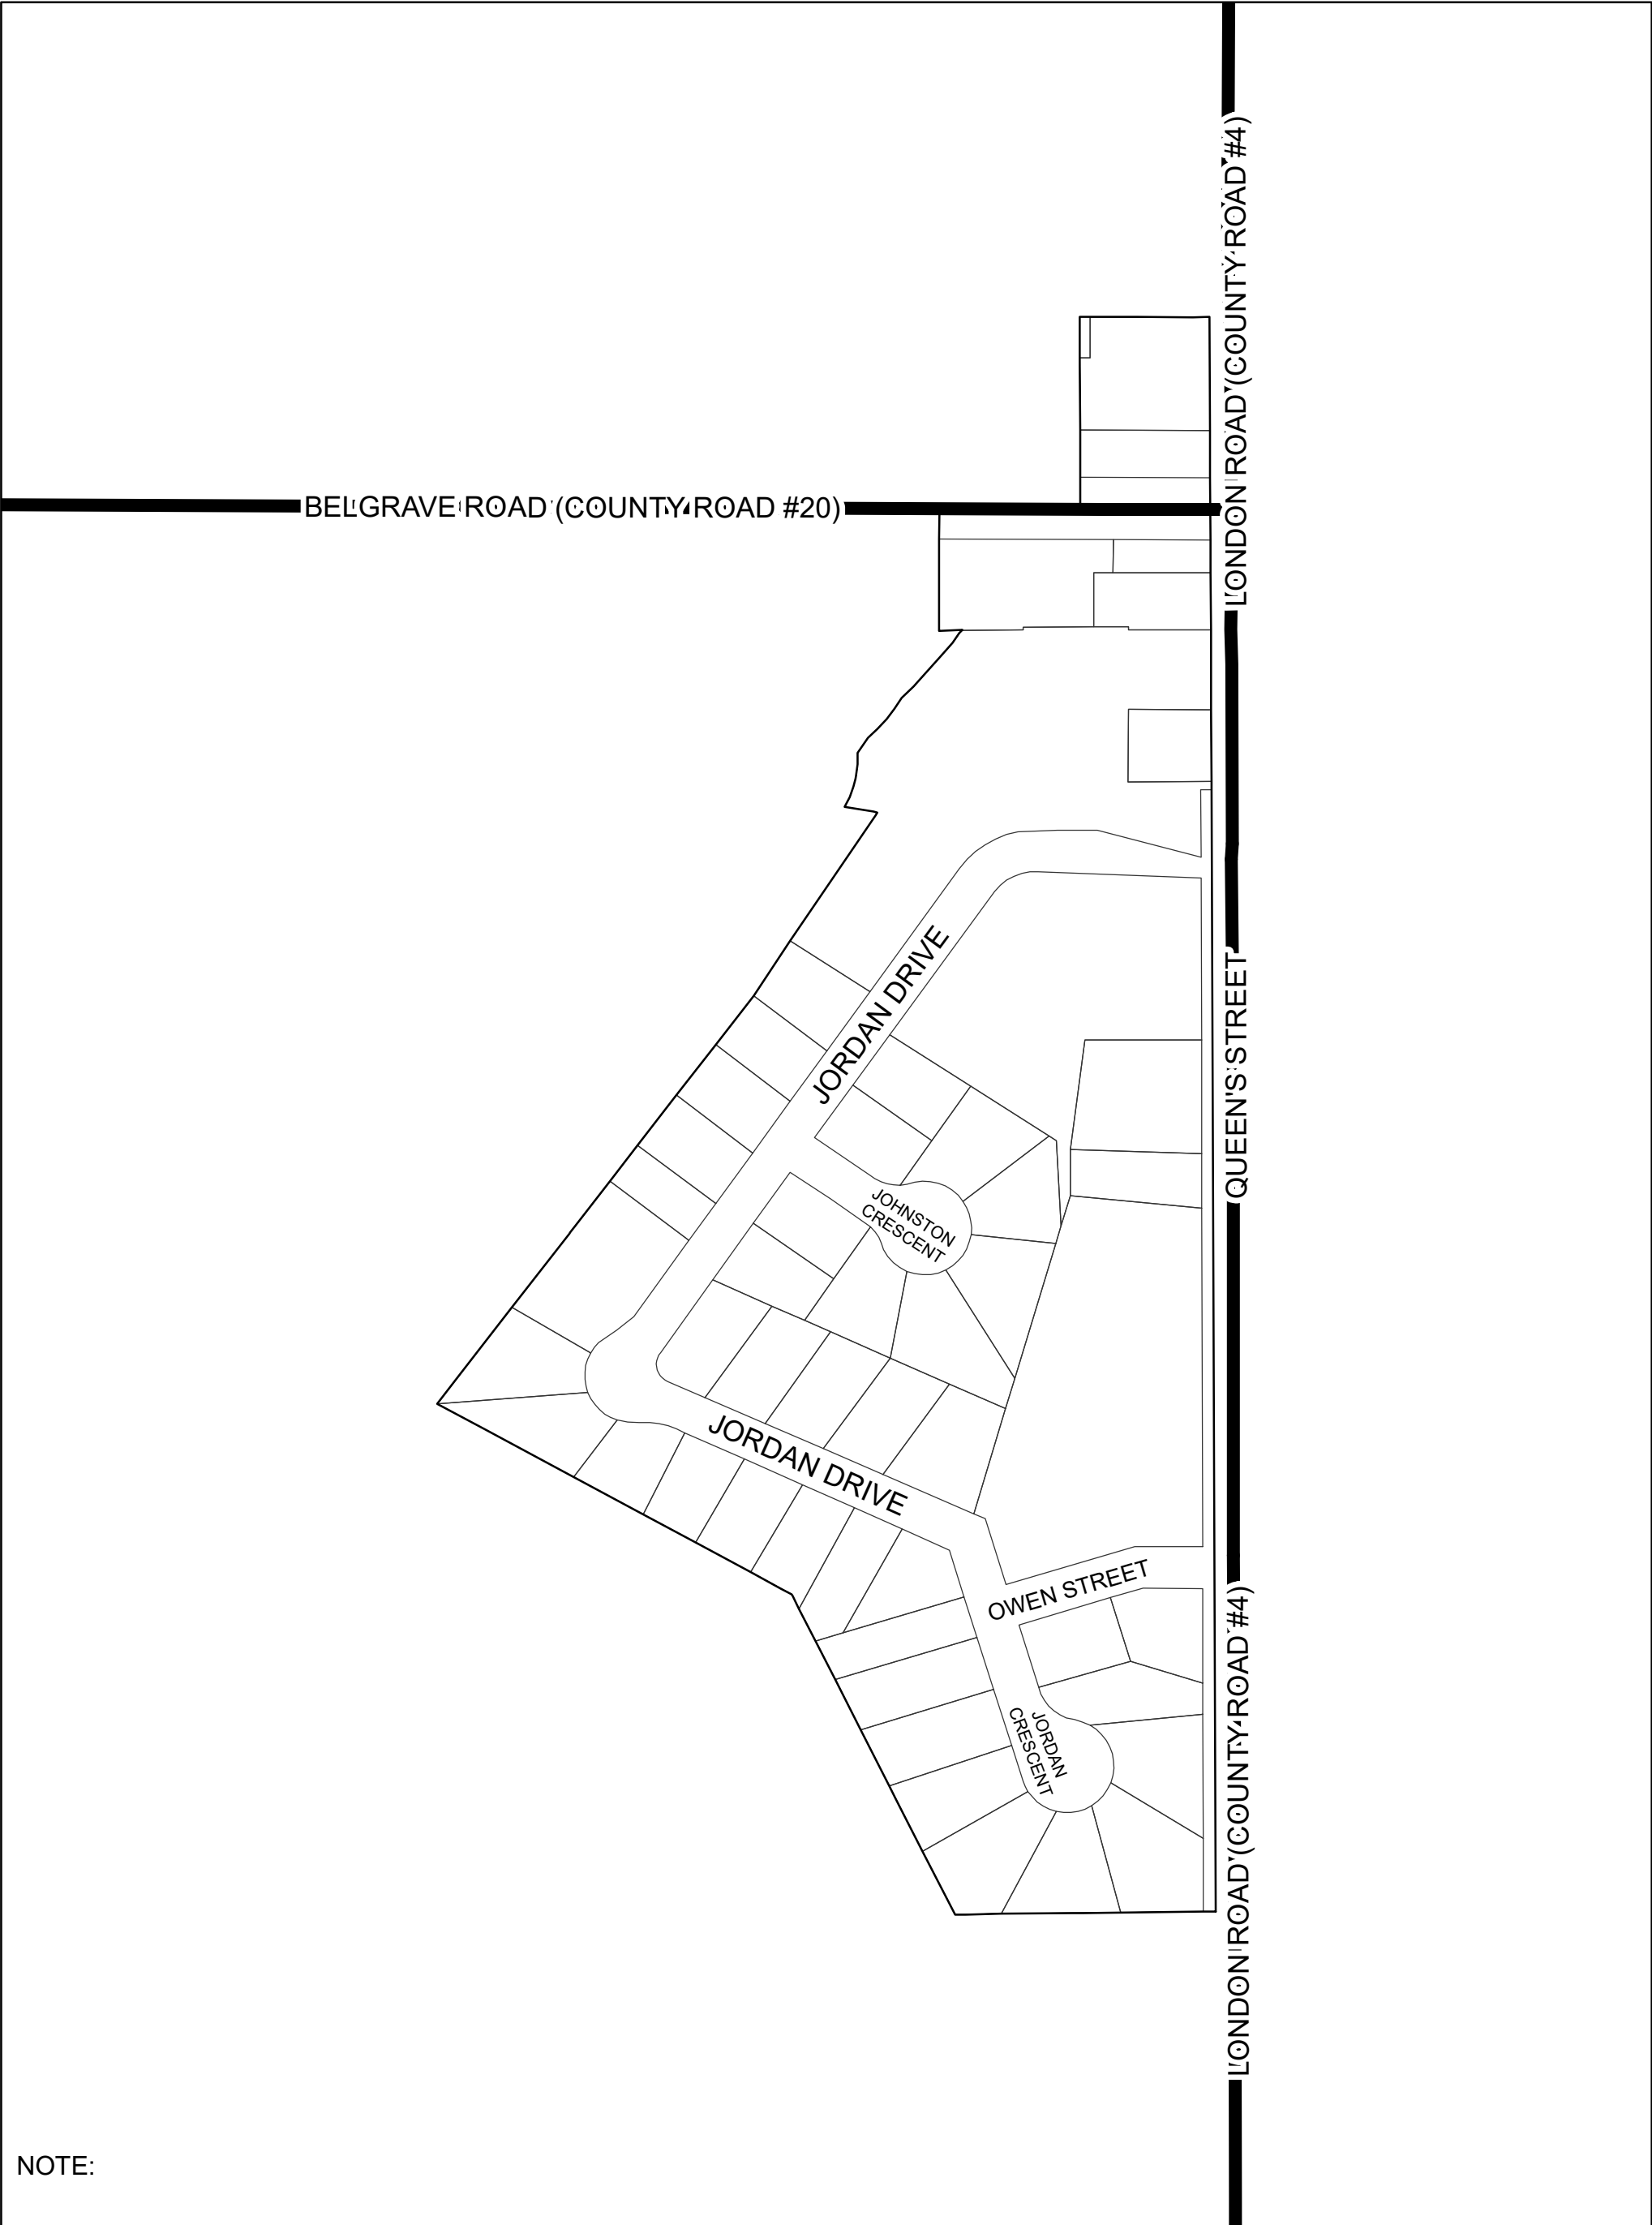 LONDON ROAD (COUNTY ROAD #4)
BELGRAVE ROAD (COUNTY ROAD #20)
JORDAN DRIVE
QUEEN'S STREET
JOHNSTON
CRESCENT
JORDAN DRIVE
OWEN STREET
JORDAN
CRESCENT
LONDON ROAD (COUNTY ROAD #4)
NOTE: